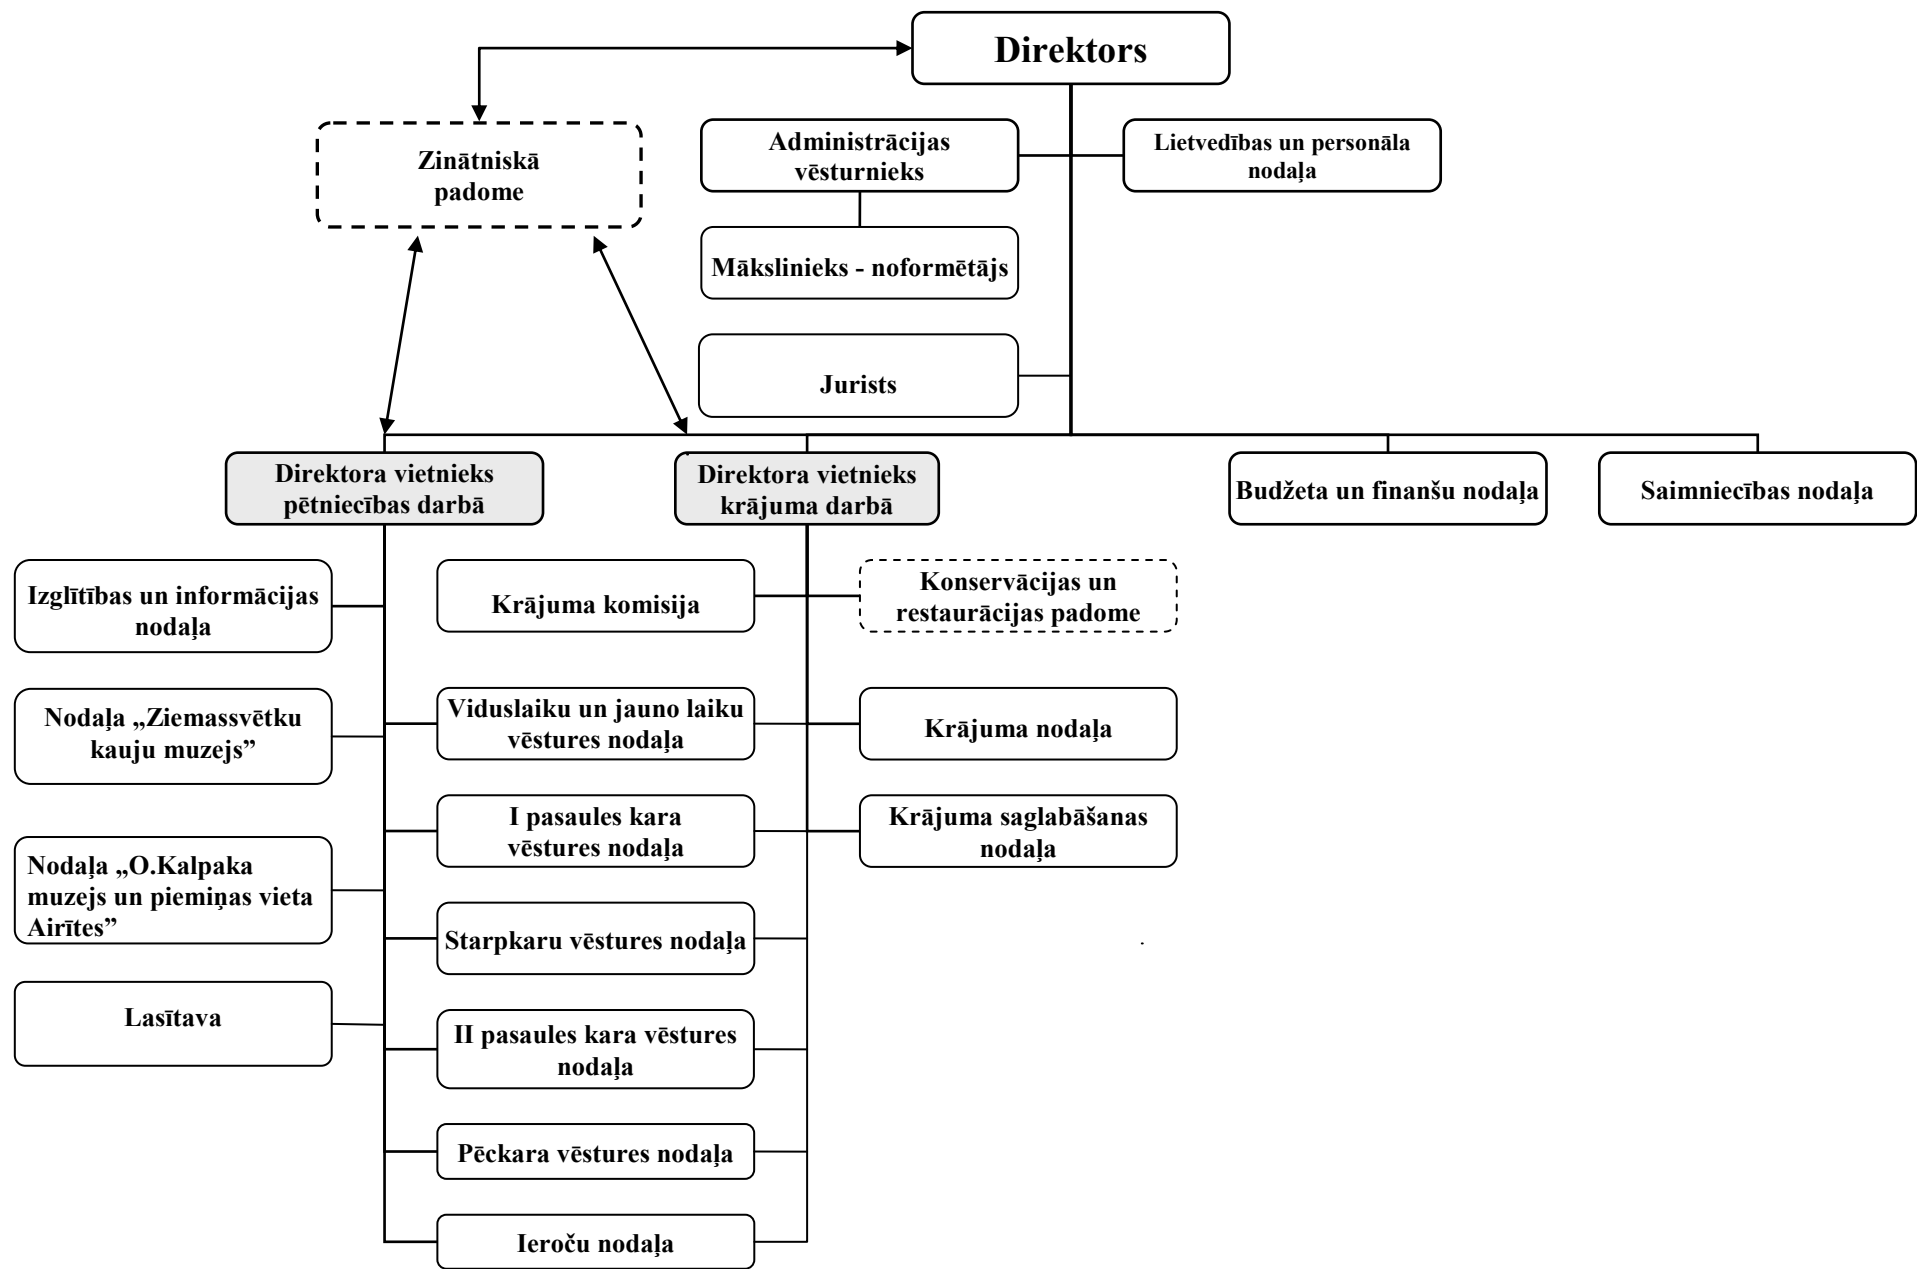 Direktors
Zinātniskā
padome
Administrācijas
vēsturnieks
Lietvedības un personāla
nodaļa
Mākslinieks - noformētājs
Jurists
Direktora vietnieks
pētniecības darbā
Direktora vietnieks
krājuma darbā
Budžeta un finanšu nodaļa
Saimniecības nodaļa
Izglītības un informācijas
nodaļa
Krājuma komisija
Konservācijas un
restaurācijas padome
Nodaļa „Ziemassvētku
kauju muzejs”
Viduslaiku un jauno laiku
vēstures nodaļa
Krājuma nodaļa
I pasaules kara
vēstures nodaļa
Krājuma saglabāšanas
nodaļa
Nodaļa „O.Kalpaka
muzejs un piemiņas vieta
Airītes”
Starpkaru vēstures nodaļa
Lasītava
II pasaules kara vēstures
nodaļa
Pēckara vēstures nodaļa
Ieroču nodaļa